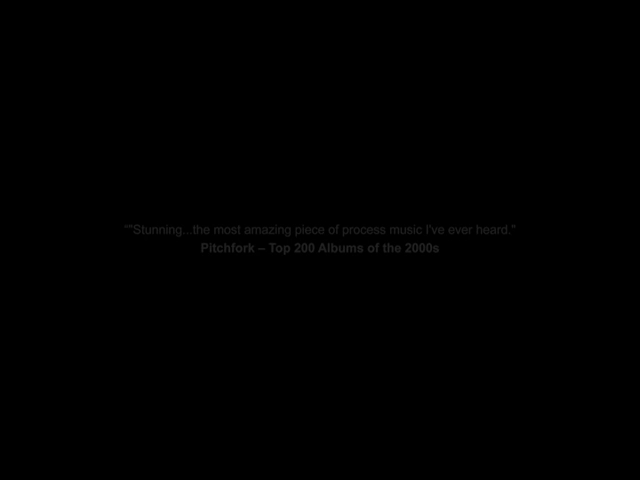 ""Stunning...the most amazing piece of process music I've ever heard."
Pitchfork – Top 200 Albums of the 2000s